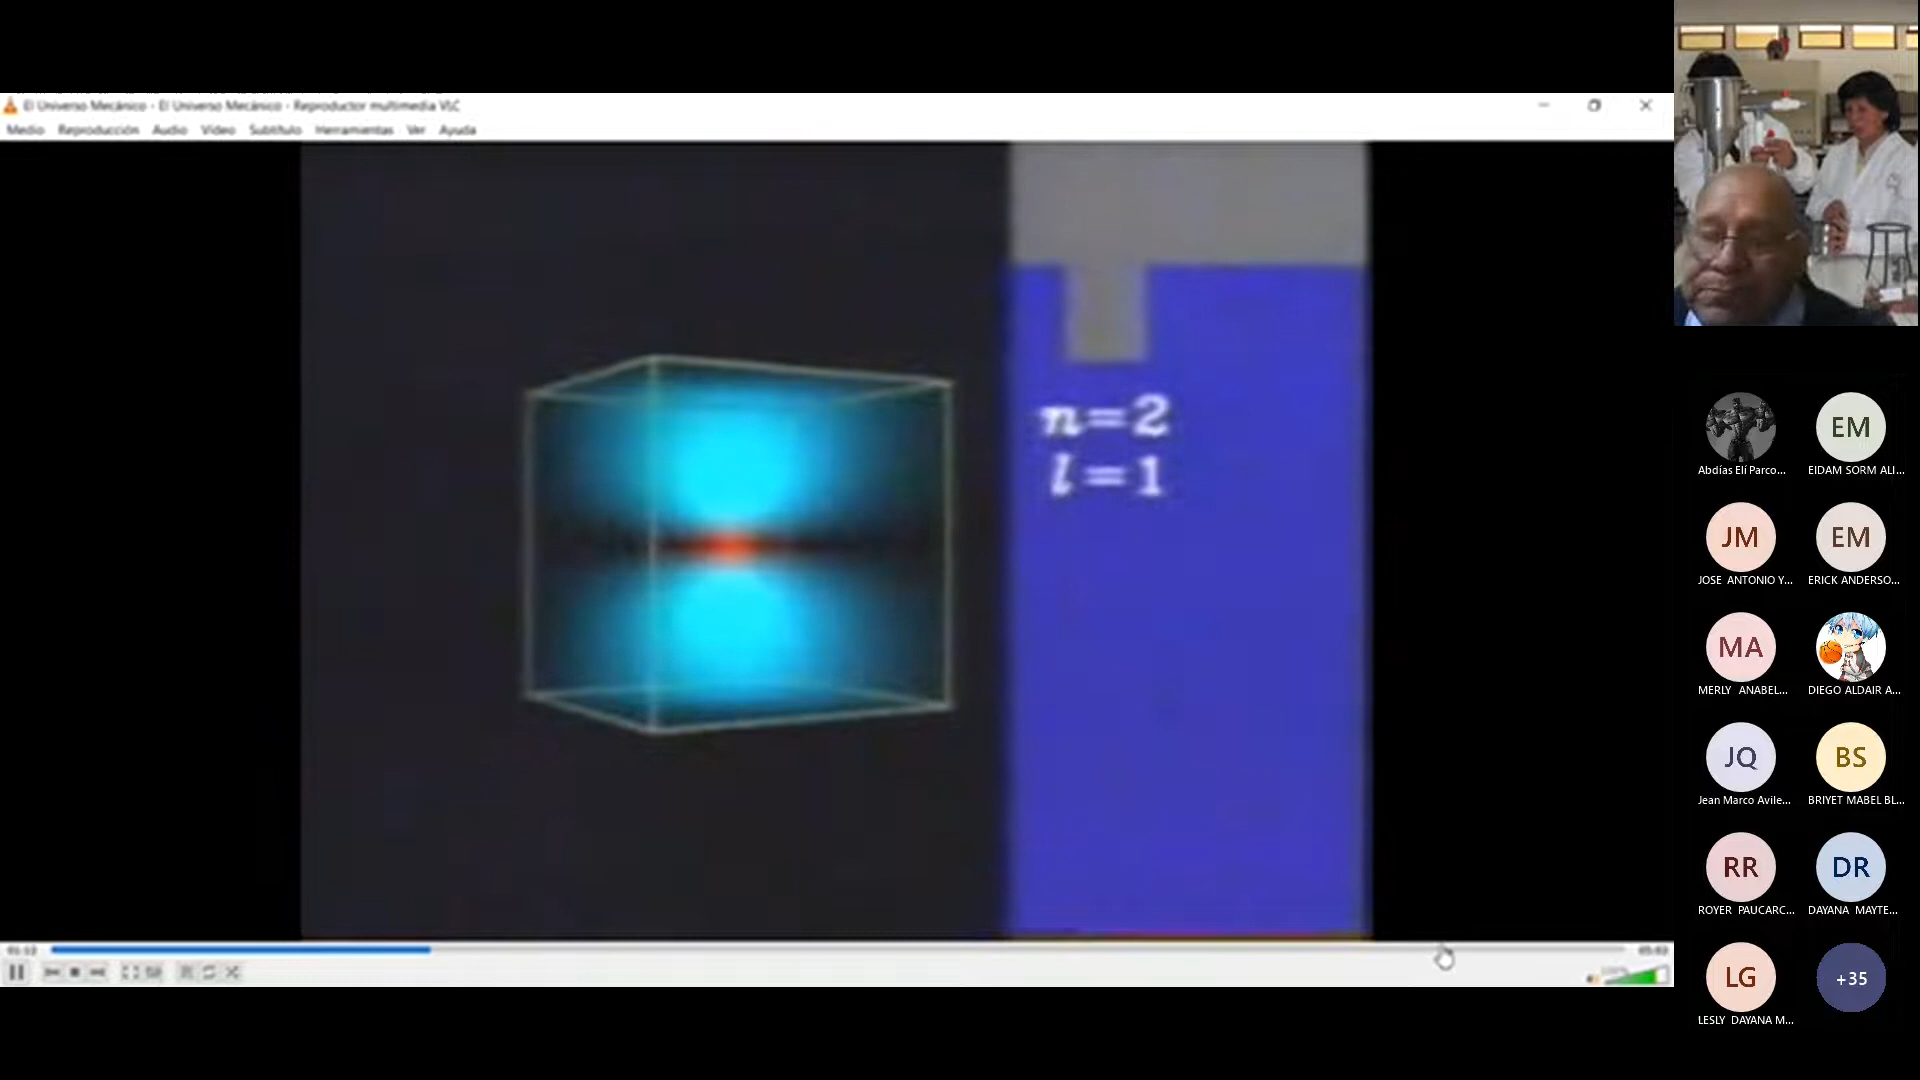 El Universo Mecánico - El Universo Mecánico - Reproductor multimedia VLC
Medio Reproducción Audio Vídeo Subtítulo Herramientas Ver Ayuda
n=2
l=1
Abdías Elí Parco...
EM
EIDAM SORM ALI...
JM
JOSE ANTONIO Y...
EM
ERICK ANDERSO...
MA
MERLY ANABEL...
DIEGO ALDAIR A...
JQ
Jean Marco Avile...
BS
BRIYET MABEL BL...
RR
ROYER PAUCARC...
DR
DAYANA MAYTE...
LG
LESLY DAYANA M...
+35